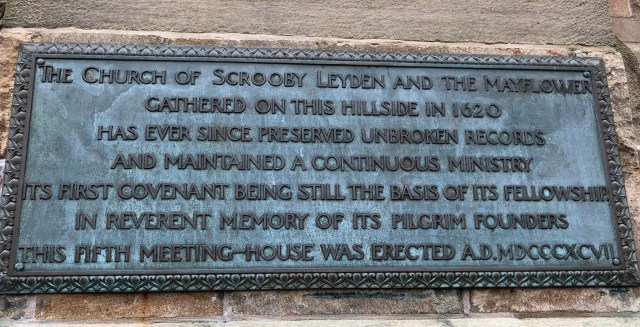 The Church of Scrooby Leyden and the Mayflower
gathered on this hillside in 1620
has ever since preserved unbroken records
and maintained a continuous ministry
its first covenant being still the basis of its fellowship
in reverent memory of its Pilgrim founders
this fifth meeting-house was erected A.D. MDCCCXCVII